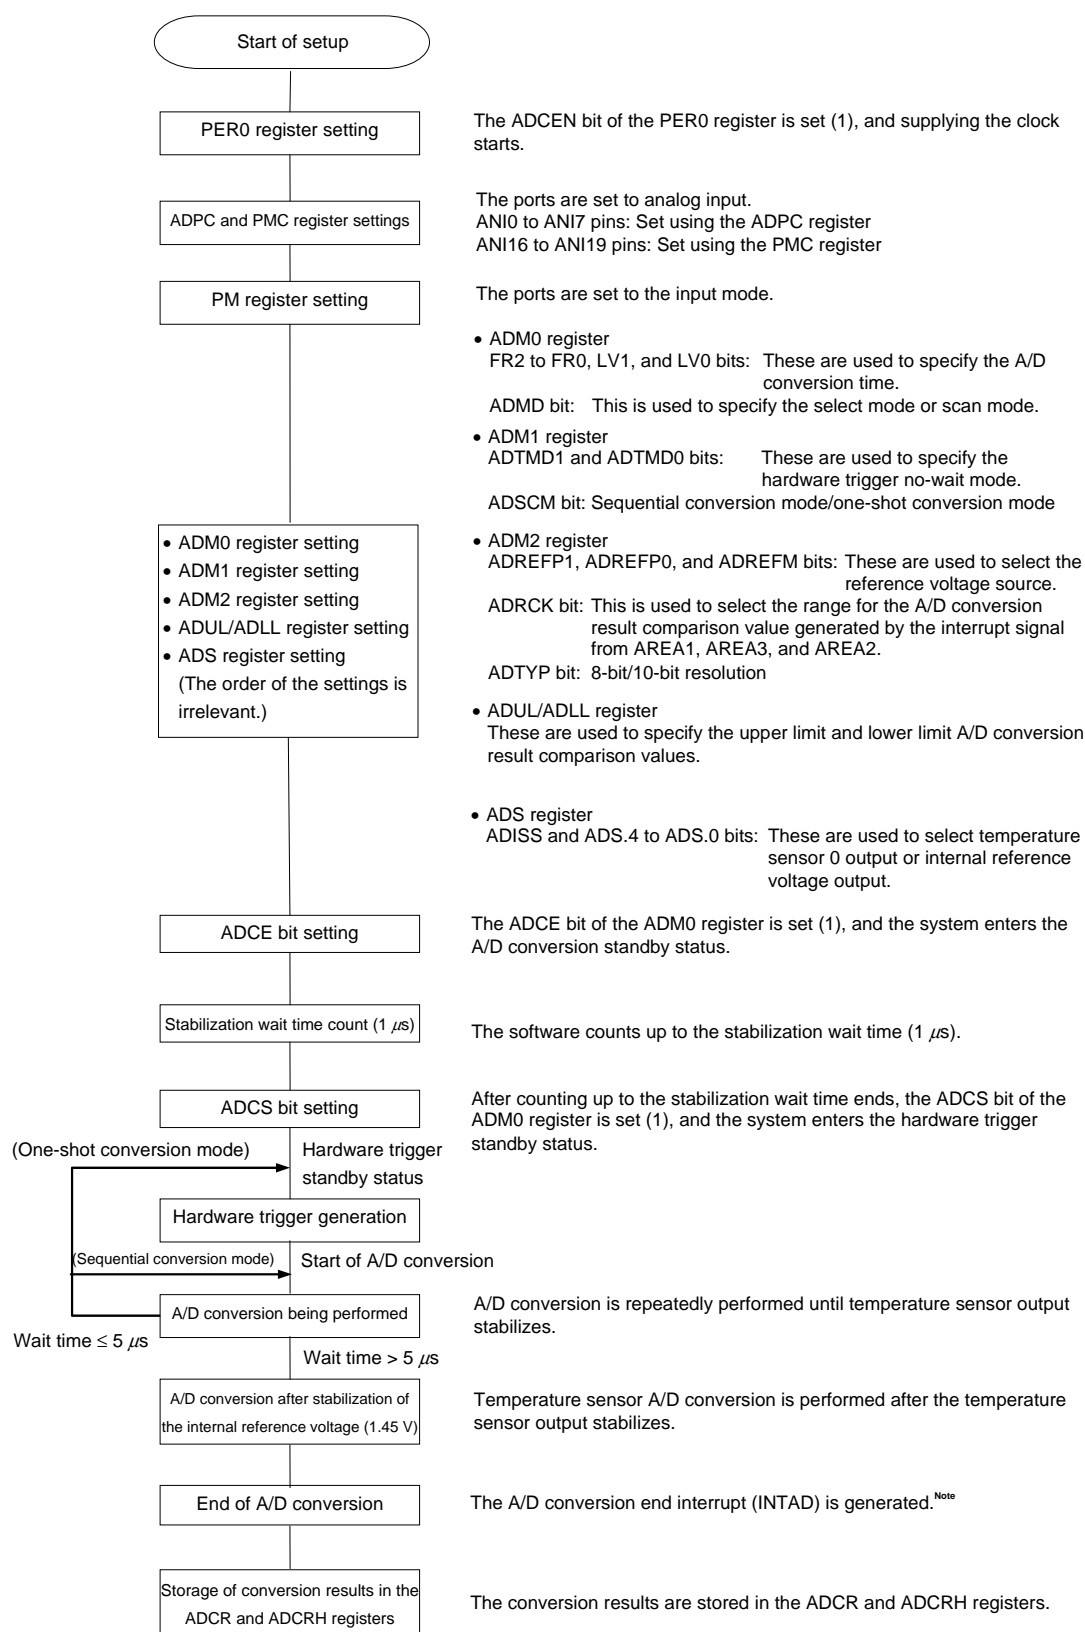 Start of setup
PER0 register setting
The ADCEN bit of the PER0 register is set (1), and supplying the clock
starts.
ADPC and PMC register settings
The ports are set to analog input.
ANI0 to ANI7 pins: Set using the ADPC register
ANI16 to ANI19 pins: Set using the PMC register
PM register setting
The ports are set to the input mode.
• ADM0 register
FR2 to FR0, LV1, and LV0 bits: These are used to specify the A/D
conversion time.
ADMD bit: This is used to specify the select mode or scan mode.
• ADM1 register
ADTMD1 and ADTMD0 bits: These are used to specify the
hardware trigger no-wait mode.
ADSCM bit: Sequential conversion mode/one-shot conversion mode
• ADM0 register setting
• ADM1 register setting
• ADM2 register setting
• ADUL/ADLL register setting
• ADS register setting
(The order of the settings is
irrelevant.)
• ADM2 register
ADREFP1, ADREFP0, and ADREFM bits: These are used to select the
reference voltage source.
ADRCK bit: This is used to select the range for the A/D conversion
result comparison value generated by the interrupt signal
from AREA1, AREA3, and AREA2.
ADTYP bit: 8-bit/10-bit resolution
• ADUL/ADLL register
These are used to specify the upper limit and lower limit A/D conversion
result comparison values.
• ADS register
ADISS and ADS.4 to ADS.0 bits: These are used to select temperature
sensor 0 output or internal reference
voltage output.
ADCE bit setting
The ADCE bit of the ADM0 register is set (1), and the system enters the
A/D conversion standby status.
Stabilization wait time count (1 μs)
The software counts up to the stabilization wait time (1 μs).
ADCS bit setting
After counting up to the stabilization wait time ends, the ADCS bit of the
ADM0 register is set (1), and the system enters the hardware trigger
standby status.
(One-shot conversion mode)
Hardware trigger
standby status
Hardware trigger generation
(Sequential conversion mode)
Start of A/D conversion
A/D conversion being performed
A/D conversion is repeatedly performed until temperature sensor output
stabilizes.
Wait time ≤ 5 μs
Wait time > 5 μs
A/D conversion after stabilization of
the internal reference voltage (1.45 V)
Temperature sensor A/D conversion is performed after the temperature
sensor output stabilizes.
End of A/D conversion
The A/D conversion end interrupt (INTAD) is generated.Note
Storage of conversion results in the
ADCR and ADCRH registers
The conversion results are stored in the ADCR and ADCRH registers.